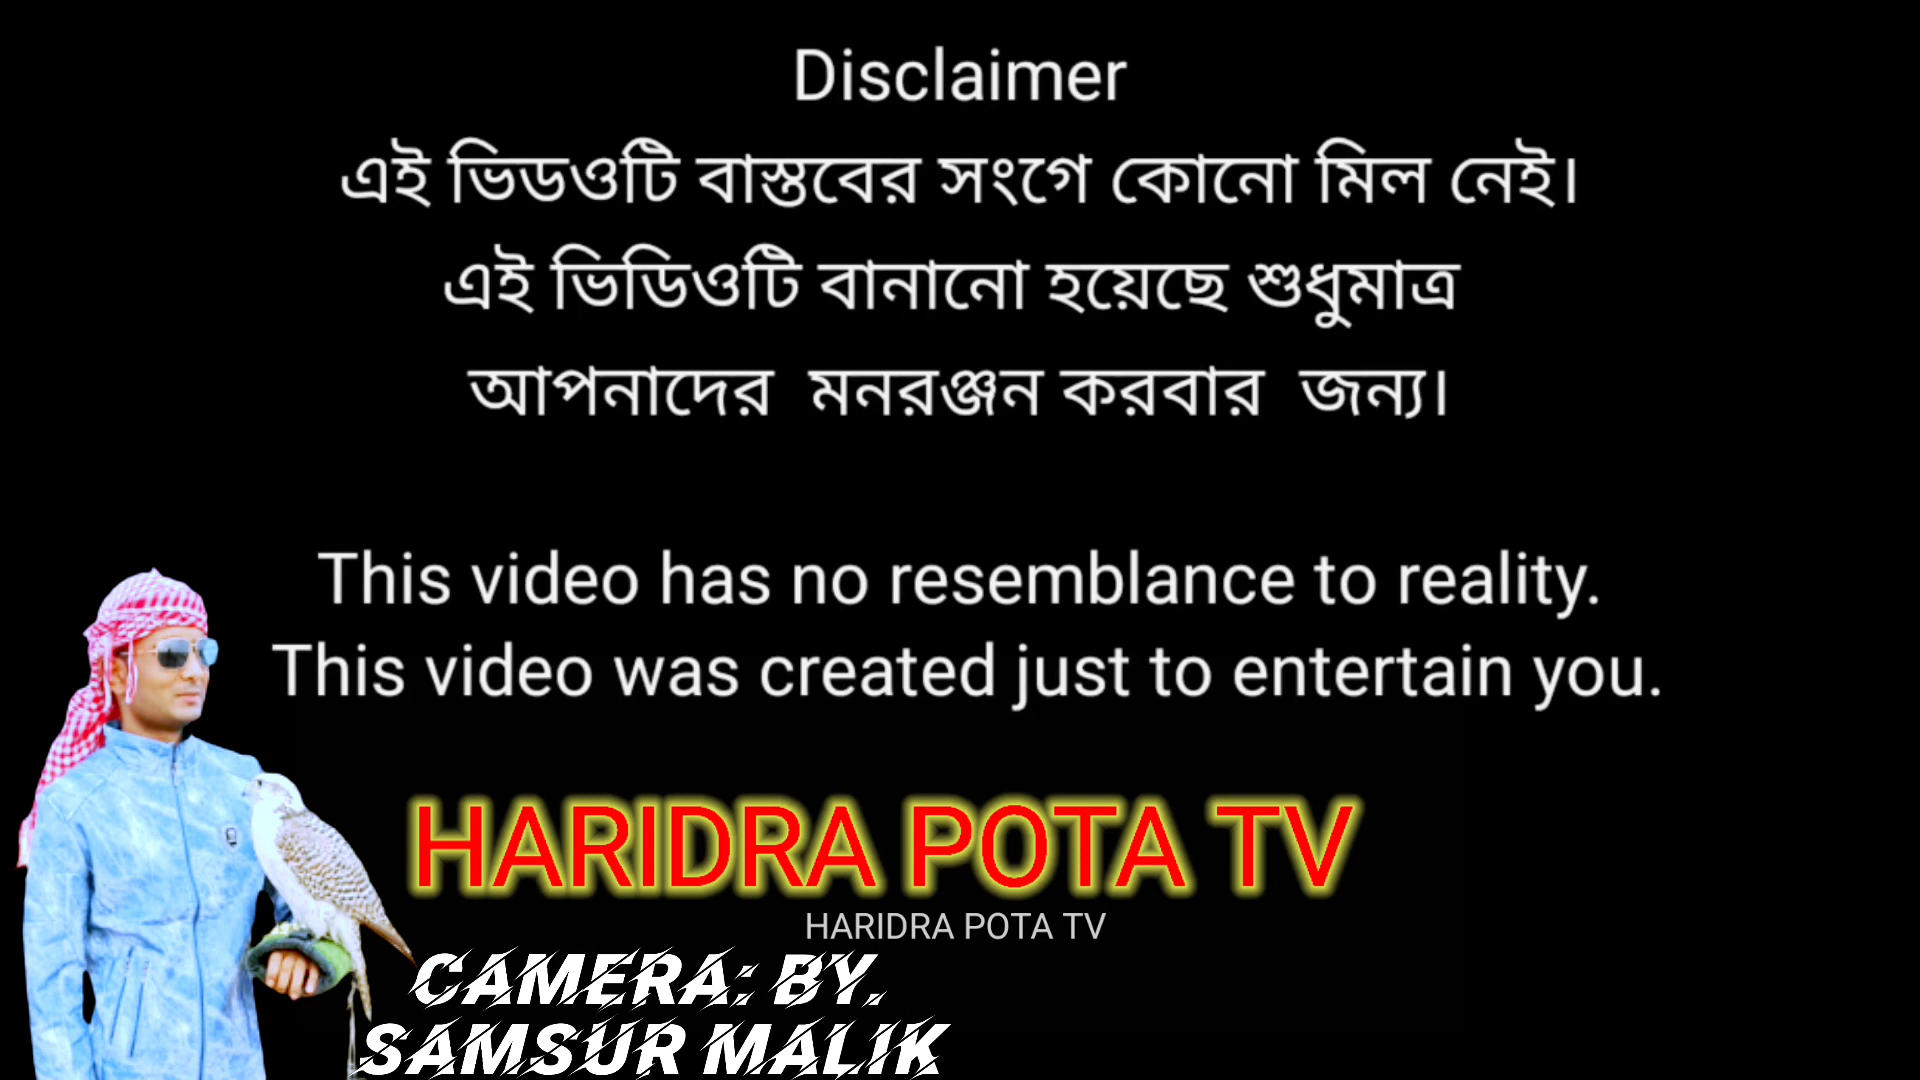 Disclaimer
এই ভিডওটি বাস্তবের সংগে কোনো মিল নেই।
এই ভিডিওটি বানানো হয়েছে শুধুমাত্র
আপনাদের মনরঞ্জন করবার জন্য।
This video has no resemblance to reality.
This video was created just to entertain you.
HARIDRA POTA TV
HARIDRA POTA TV
CAMERA: BY.
SAMSUR MALIK